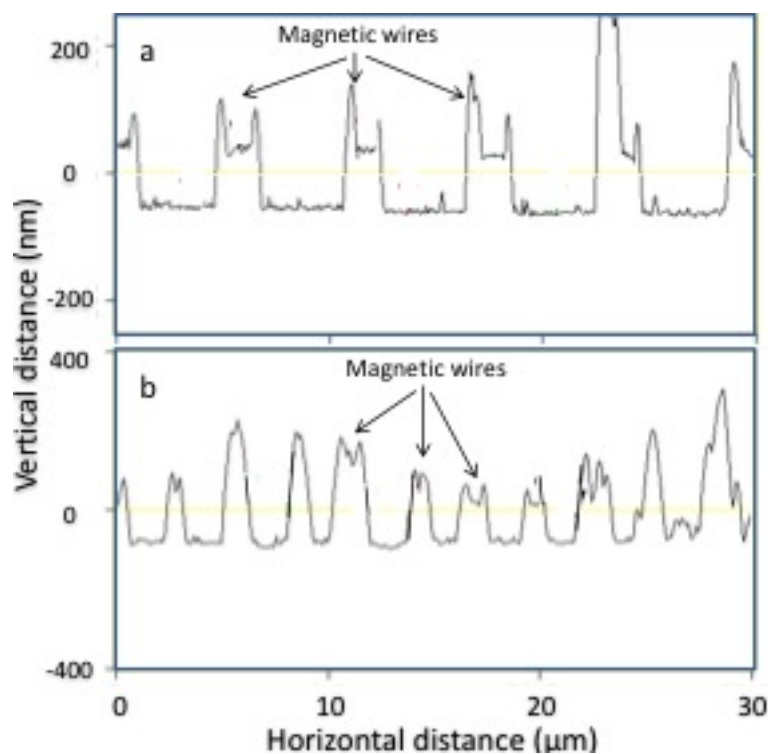 a
Magnetic wires
200
0
-200
b
Magnetic wires
400
0
-400
0
10
20
30
Vertical distance (nm)
Horizontal distance (µm)